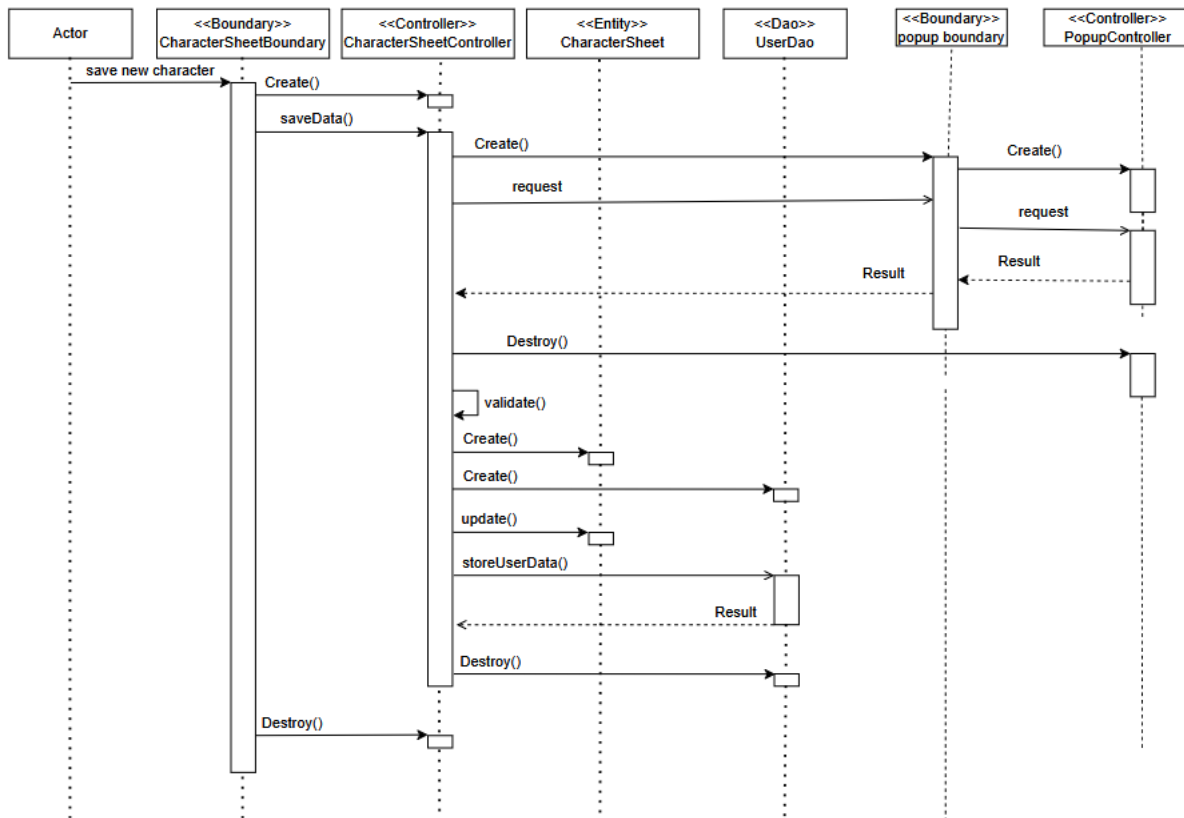 Actor
<<Boundary>>
CharacterSheetBoundary
<<Controller>>
CharacterSheetController
<<Entity>>
CharacterSheet
<<Dao>>
UserDao
<<Boundary>>
popup boundary
<<Controller>>
PopupController
save new character
Create()
saveData()
Create()
Create()
request
request
Result
Result
Destroy()
validate()
Create()
Create()
update()
storeUserData()
Result
Destroy()
Destroy()